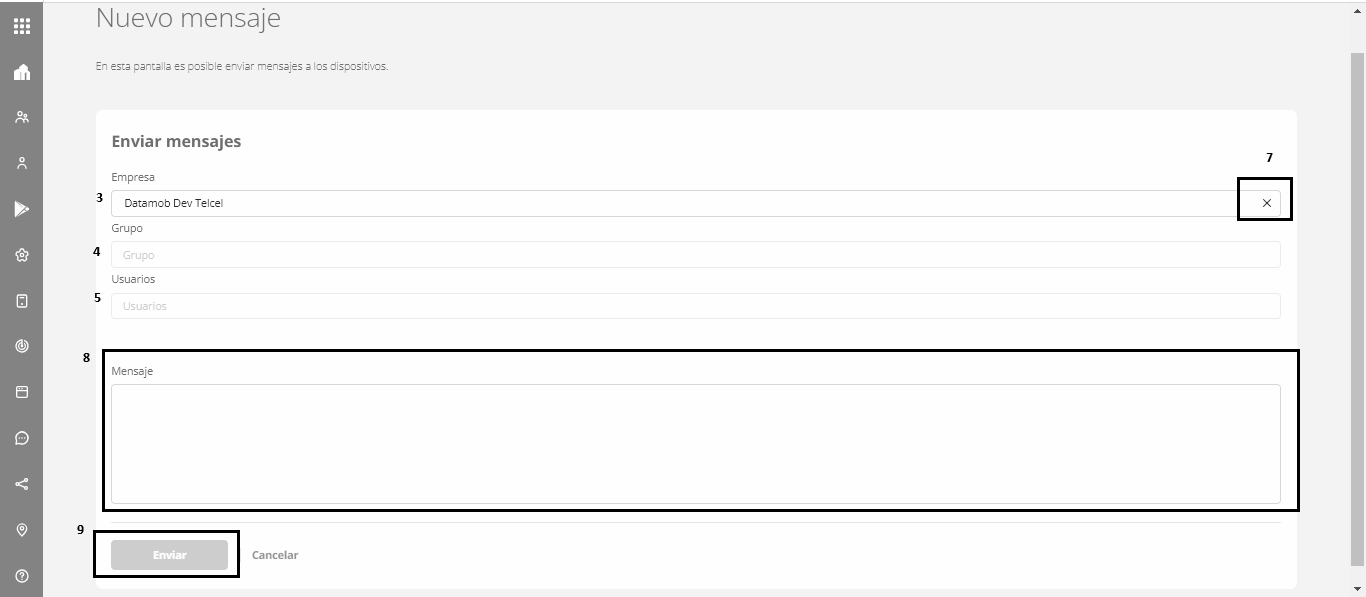 Nuevo mensaje
En esta pantalla es posible enviar mensajes a los dispositivos.
Enviar mensajes
7
Empresa
3
Datamob Dev Telcel
Grupo
4
Grupo
Usuarios
5
Usuarios
8
Mensaje
9
Enviar
Cancelar